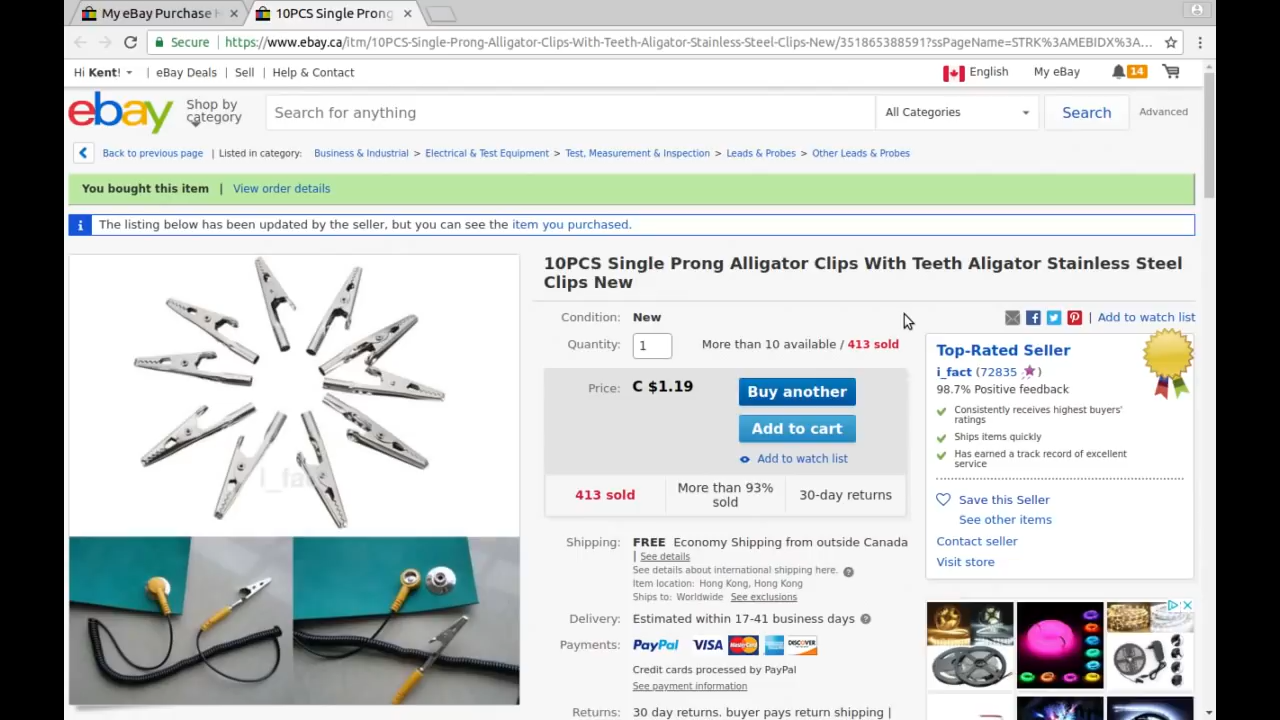 My eBay Purchase H
10PCS Single Prong
Secure
https://www.ebay.ca/itm/10PCS-Single-Prong-Alligator-Clips-With-Teeth-Aligator-Stainless-Steel-Clips-New/351865388591?ssPageName=STRK%3AMEBIDX%3A...
Hi Kent! | eBay Deals | Sell | Help & Contact
English My eBay 14
ebay
Shop by
category
Search for anything
All Categories
Search
Advanced
Back to previous page | Listed in category: Business & Industrial > Electrical & Test Equipment > Test, Measurement & Inspection > Leads & Probes > Other Leads & Probes
You bought this item | View order details
i The listing below has been updated by the seller, but you can see the item you purchased.
10PCS Single Prong Alligator Clips With Teeth Aligator Stainless Steel
Clips New
Condition: New
| Add to watch list
Quantity: 1 More than 10 available / 413 sold
Price: C $1.19
Buy another
Add to cart
Add to watch list
413 sold
More than 93%
sold
30-day returns
Shipping: FREE Economy Shipping from outside Canada
| See details
See details about international shipping here. ?
Item location: Hong Kong, Hong Kong
Ships to: Worldwide See exclusions
Delivery: Estimated within 17-41 business days ?
Payments: PayPal VISA MasterCard DISCOVER
Credit cards processed by PayPal
See payment information
Returns: 30 day returns. buyer pays return shipping |
Top-Rated Seller
i_fact (72835 )
98.7% Positive feedback
Consistently receives highest buyers'
ratings
Ships items quickly
Has earned a track record of excellent
service
Save this Seller
See other items
Contact seller
Visit store
i_fact